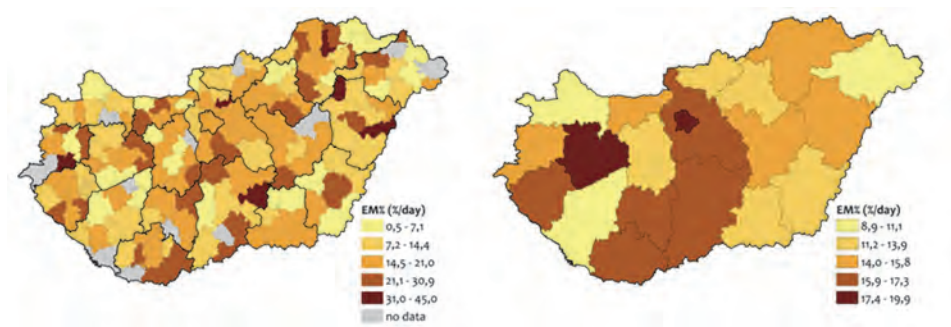 EM% (%/day)
0,5 - 7,1
7,2 - 14,4
14,5 - 21,0
21,1 - 30,9
31,0 - 45,0
no data
EM% (%/day)
8,9 - 11,1
11,2 - 13,9
14,0 - 15,8
15,9 - 17,3
17,4 - 19,9